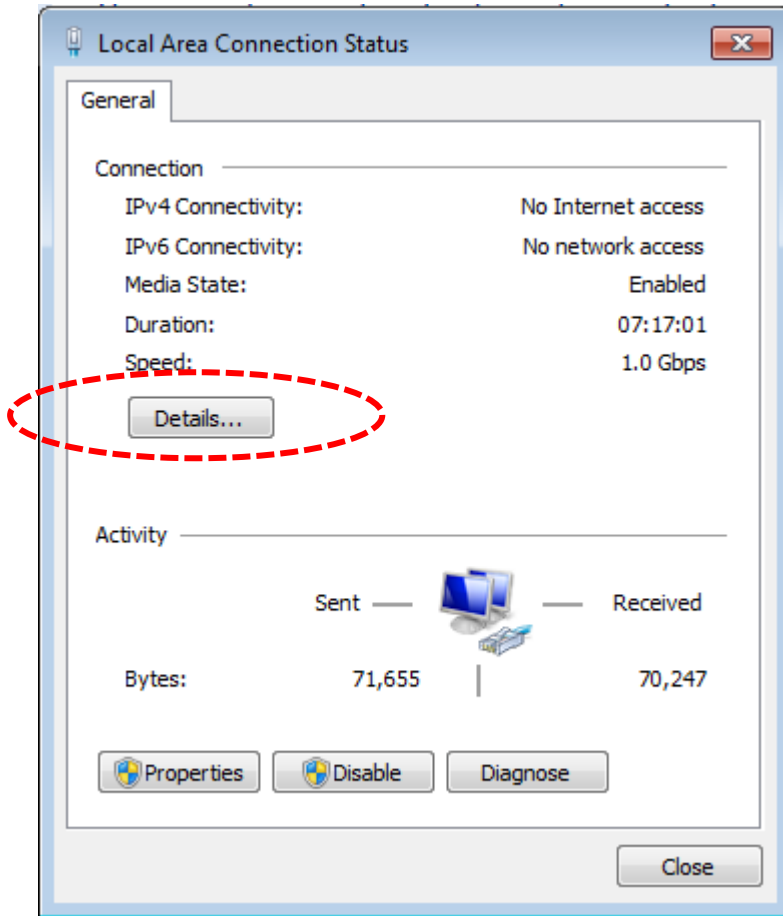 Local Area Connection Status
General
Connection
IPv4 Connectivity: No Internet access
IPv6 Connectivity: No network access
Media State: Enabled
Duration: 07:17:01
Speed: 1.0 Gbps
Details...
Activity
Sent Received
Bytes: 71,655 70,247
Properties Disable Diagnose
Close